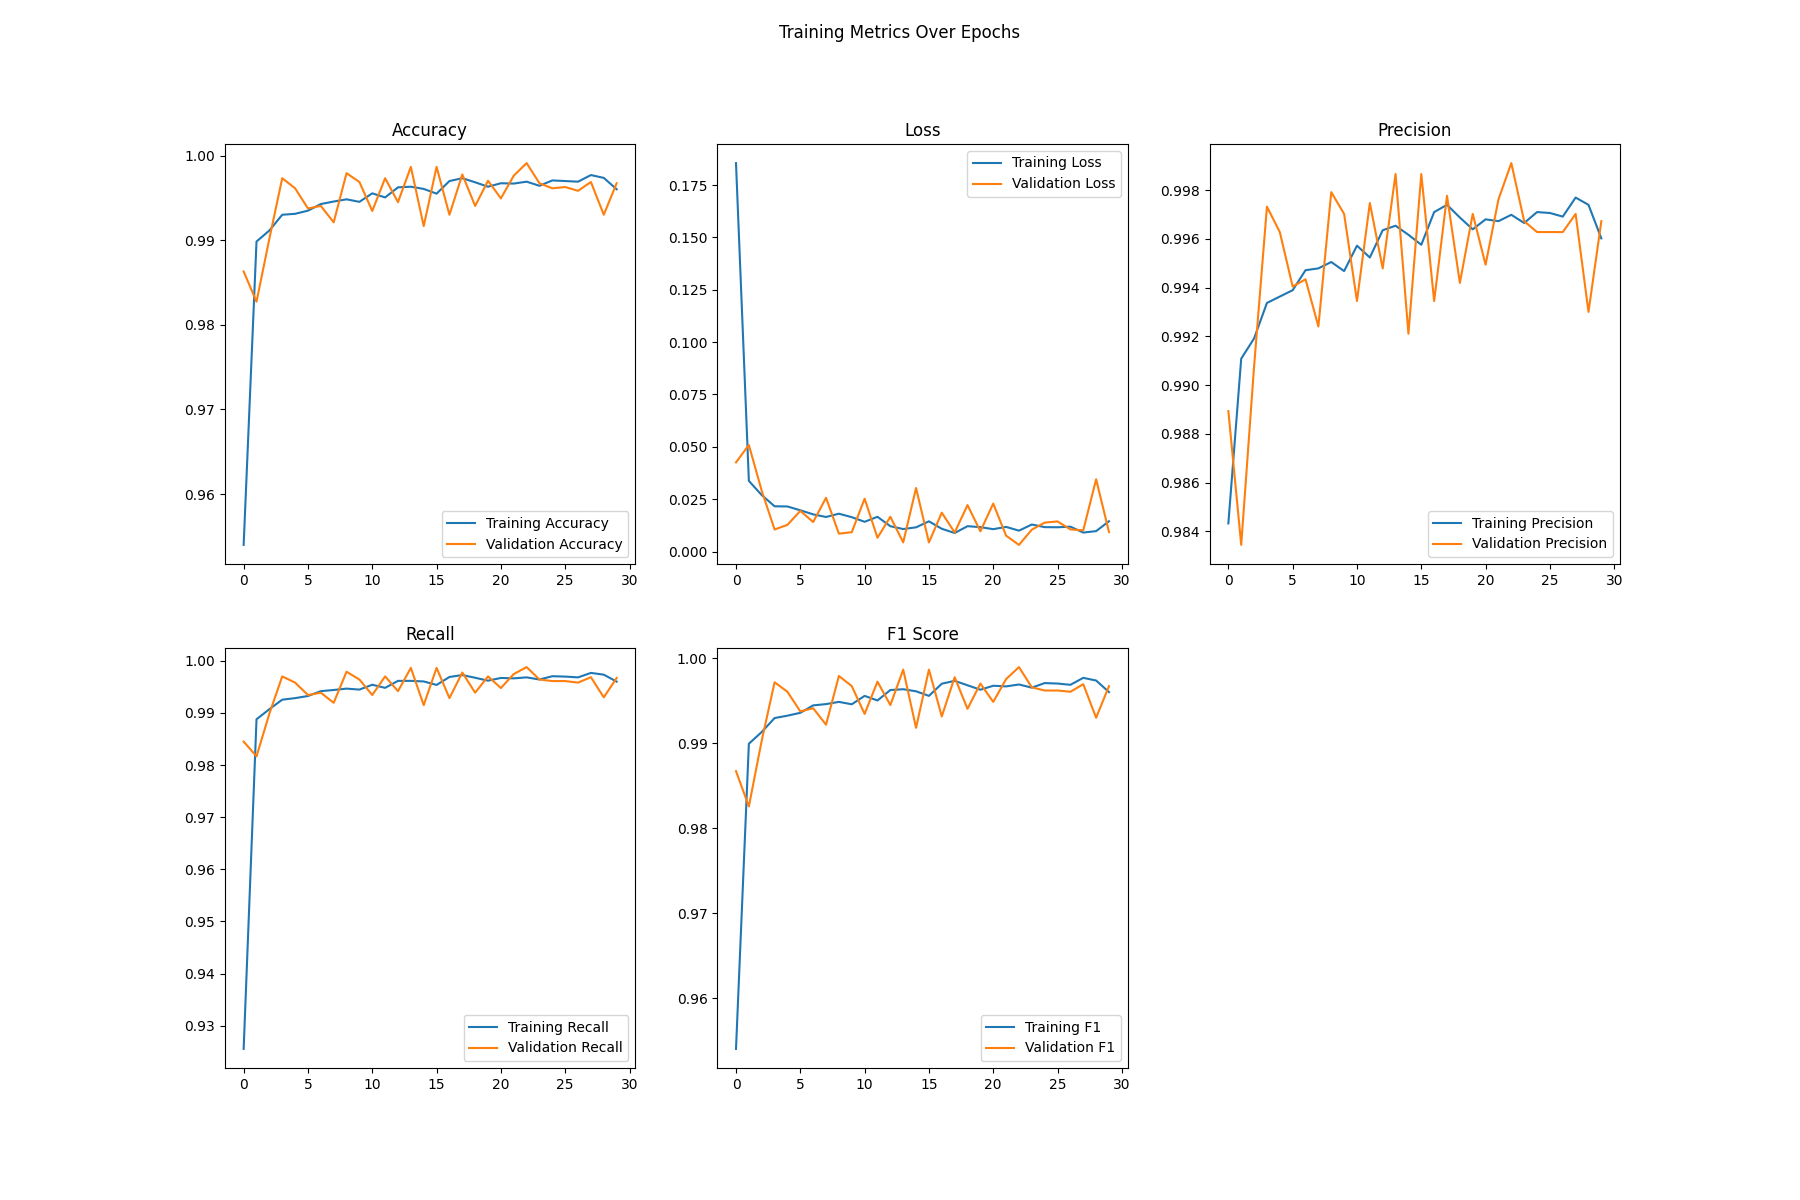 Training Metrics Over Epochs
Accuracy
1.00
0.99
0.98
0.97
0.96
0 5 10 15 20 25 30
Training Accuracy
Validation Accuracy
Loss
0.175
0.150
0.125
0.100
0.075
0.050
0.025
0.000
0 5 10 15 20 25 30
Training Loss
Validation Loss
Precision
0.998
0.996
0.994
0.992
0.990
0.988
0.986
0.984
0 5 10 15 20 25 30
Training Precision
Validation Precision
Recall
1.00
0.99
0.98
0.97
0.96
0.95
0.94
0.93
0 5 10 15 20 25 30
Training Recall
Validation Recall
F1 Score
1.00
0.99
0.98
0.97
0.96
0 5 10 15 20 25 30
Training F1
Validation F1